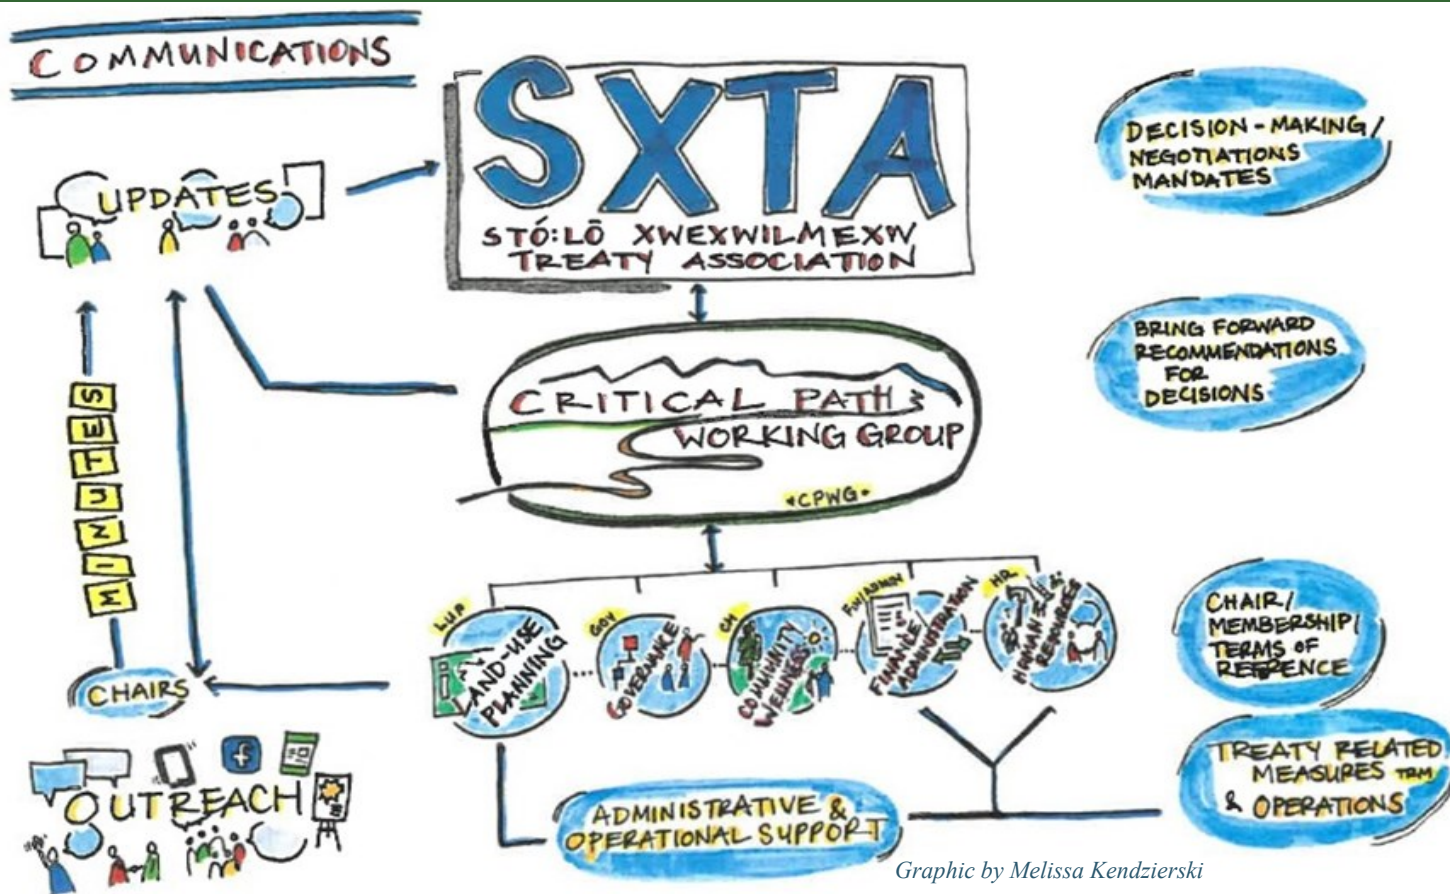 COMMUNICATIONS
SXTA
STÓ:LŌ XWEXWILMEXW
TREATY ASSOCIATION
UPDATES
DECISION-MAKING/
NEGOTIATIONS
MANDATES
BRING FORWARD
RECOMMENDATIONS
FOR
DECISIONS
CRITICAL PATH
WORKING GROUP
•CPWG•
MINUTES
LUP
LAND-USE
PLANNING
GOV
GOVERNANCE
CH
COMMUNITY
WELLNESS
FIN/ADMIN
FINANCE/
ADMINISTRATION
HR
HUMAN
RESOURCES
CHAIR/
MEMBERSHIP/
TERMS OF
REFERENCE
CHAIRS
OUTREACH
f
ADMINISTRATIVE &
OPERATIONAL SUPPORT
TREATY RELATED
MEASURES TRM
& OPERATIONS
Graphic by Melissa Kendzierski